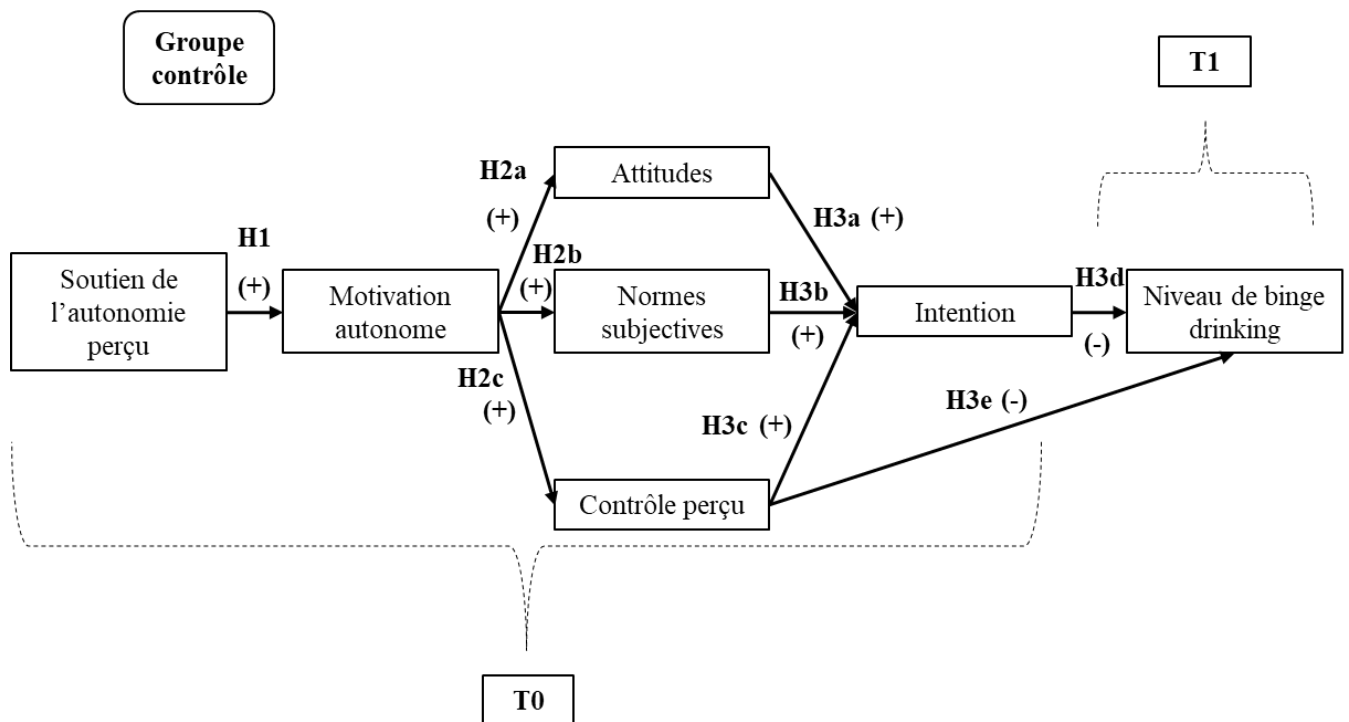 Groupe
contrôle
T1
H2a
(+)
Attitudes
H3a (+)
H1
(+)
H2b
(+)
H3b
(+)
H3d
(-)
Soutien de
l’autonomie
perçu
Motivation
autonome
Normes
subjectives
Intention
Niveau de binge
drinking
H2c
(+)
H3c (+)
H3e (-)
Contrôle perçu
T0